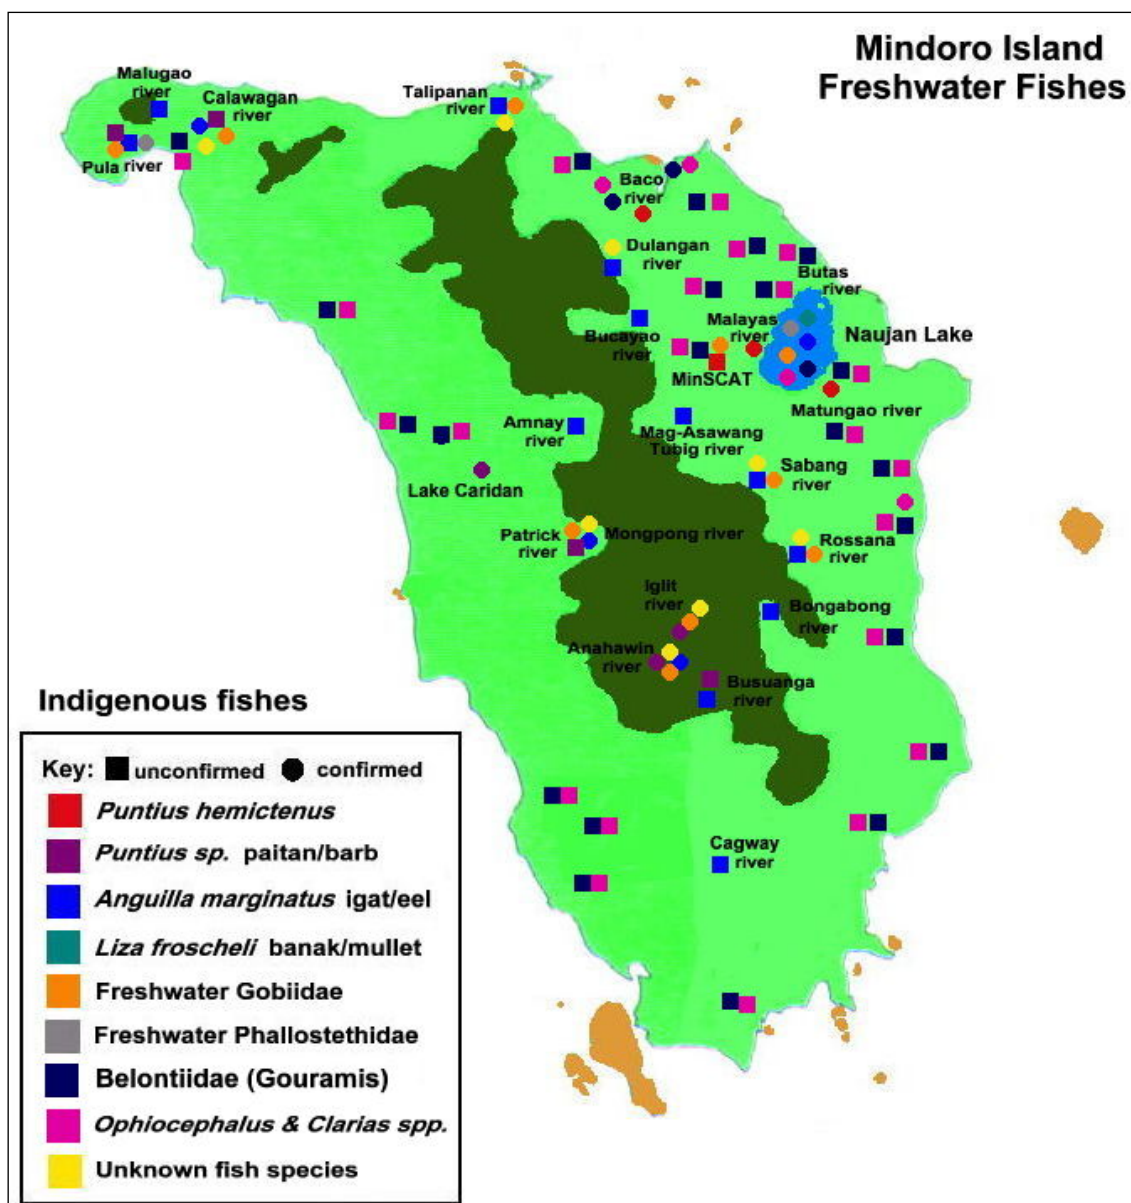 Mindoro Island
Freshwater Fishes
Malugao
river
Calawagan
river
Pula river
Talipanan
river
Baco
river
Dulangan
river
Butas
river
Bucayao
river
Malayas
river
Naujan Lake
MinSCAT
Matungao river
Amnay
river
Mag-Asawang
Tubig river
Sabang
river
Lake Caridan
Patrick
river
Mongpong river
Rossana
river
Iglit
river
Bongabong
river
Anahawin
river
Busuanga
river
Cagway
river
Indigenous fishes
Key: unconfirmed confirmed
Puntius hemictenus
Puntius sp. paitan/barb
Anguilla marginatus igat/eel
Liza froscheli banak/mullet
Freshwater Gobiidae
Freshwater Phallostethidae
Belontiidae (Gouramis)
Ophiocephalus & Clarias spp.
Unknown fish species